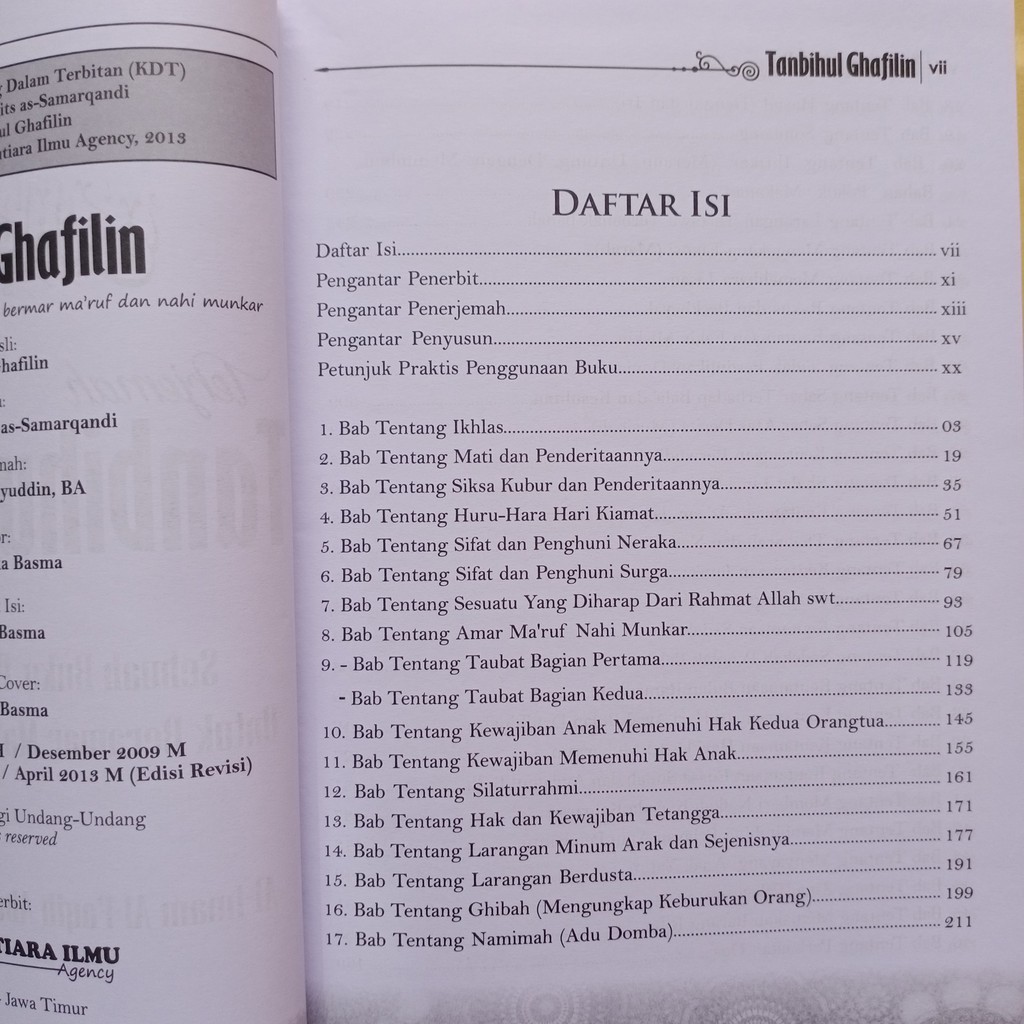 Dalam Terbitan (KDT)
as-Samarqandi
Ghafilin
Ilmu Agency, 2013
Ghafilin
bermar ma'ruf dan nahi munkar
as-Samarqandi
BA
Basma
Isi:
Basma
Cover:
Basma
/ Desember 2009 M
/ April 2013 M (Edisi Revisi)
Undang-Undang
reserved
ILMU
Agency
Jawa Timur
Tanbihul Ghafilin | vii
DAFTAR ISI
Daftar Isi.......... vii
Pengantar Penerbit.......... xi
Pengantar Penerjemah.......... xiii
Pengantar Penyusun.......... xv
Petunjuk Praktis Penggunaan Buku.......... xx
1. Bab Tentang Ikhlas.......... 03
2. Bab Tentang Mati dan Penderitaannya.......... 19
3. Bab Tentang Siksa Kubur dan Penderitaannya.......... 35
4. Bab Tentang Huru-Hara Hari Kiamat.......... 51
5. Bab Tentang Sifat dan Penghuni Neraka.......... 67
6. Bab Tentang Sifat dan Penghuni Surga.......... 79
7. Bab Tentang Sesuatu Yang Diharap Dari Rahmat Allah swt.......... 93
8. Bab Tentang Amar Ma'ruf Nahi Munkar.......... 105
9. - Bab Tentang Taubat Bagian Pertama.......... 119
- Bab Tentang Taubat Bagian Kedua.......... 133
10. Bab Tentang Kewajiban Anak Memenuhi Hak Kedua Orangtua.......... 145
11. Bab Tentang Kewajiban Memenuhi Hak Anak.......... 155
12. Bab Tentang Silaturrahmi.......... 161
13. Bab Tentang Hak dan Kewajiban Tetangga.......... 171
14. Bab Tentang Larangan Minum Arak dan Sejenisnya.......... 177
15. Bab Tentang Larangan Berdusta.......... 191
16. Bab Tentang Ghibah (Mengungkap Keburukan Orang).......... 199
17. Bab Tentang Namimah (Adu Domba).......... 211